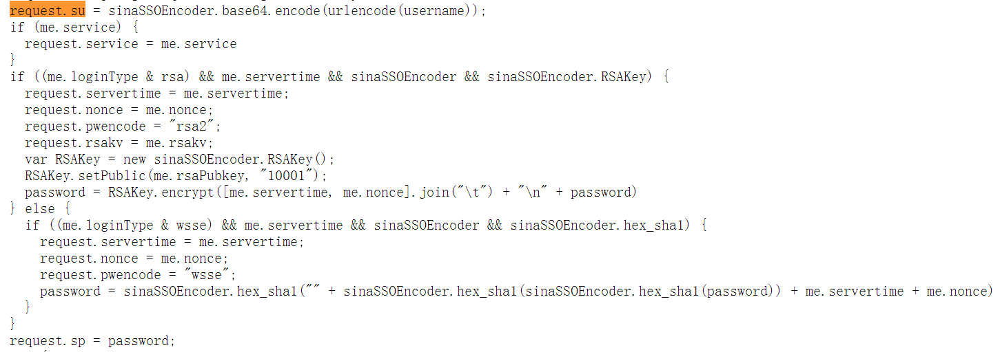 request.su = sinaSSOEncoder.base64.encode(urlencode(username));
if (me.service) {
  request.service = me.service
}
if ((me.loginType & rsa) && me.servertime && sinaSSOEncoder && sinaSSOEncoder.RSAKey) {
  request.servertime = me.servertime;
  request.nonce = me.nonce;
  request.pwencode = "rsa2";
  request.rsakv = me.rsakv;
  var RSAKey = new sinaSSOEncoder.RSAKey();
  RSAKey.setPublic(me.rsaPubkey, "10001");
  password = RSAKey.encrypt([me.servertime, me.nonce].join("\t") + "\n" + password)
} else {
  if ((me.loginType & wsse) && me.servertime && sinaSSOEncoder && sinaSSOEncoder.hex_sha1) {
    request.servertime = me.servertime;
    request.nonce = me.nonce;
    request.pwencode = "wsse";
    password = sinaSSOEncoder.hex_sha1("" + sinaSSOEncoder.hex_sha1(sinaSSOEncoder.hex_sha1(password)) + me.servertime + me.nonce)
  }
}
request.sp = password;